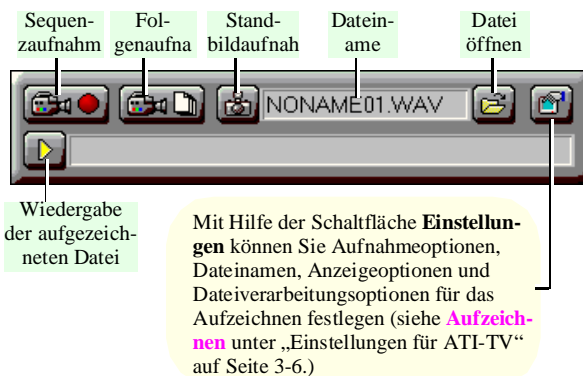 Sequen-
zaufnahm
Fol-
genaufna
Stand-
bildaufnah
Datein-
ame
Datei
öffnen
NONAME01.WAV
Wiedergabe
der aufgezeich-
neten Datei
Mit Hilfe der Schaltfläche Einstellun-
gen können Sie Aufnahmeoptionen,
Dateinamen, Anzeigeoptionen und
Dateiverarbeitungsoptionen für das
Aufzeichnen festlegen (siehe Aufzeich-
nen unter „Einstellungen für ATI-TV“
auf Seite 3-6.)